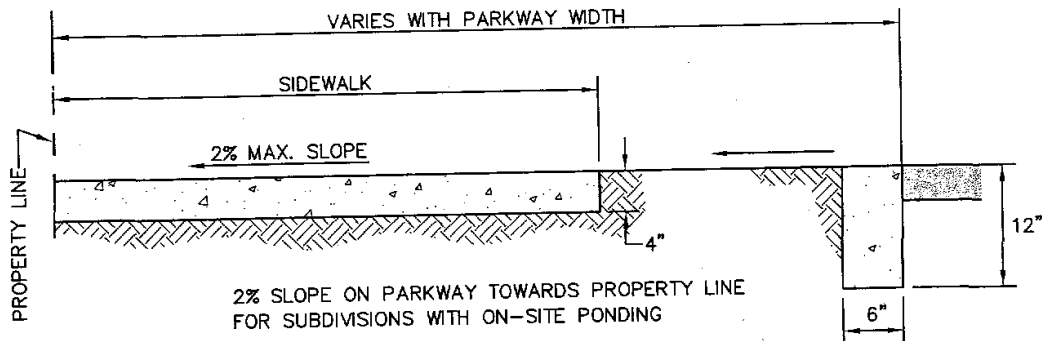 VARIES WITH PARKWAY WIDTH
SIDEWALK
2% MAX. SLOPE
PROPERTY LINE
4"
12"
6"
2% SLOPE ON PARKWAY TOWARDS PROPERTY LINE
FOR SUBDIVISIONS WITH ON-SITE PONDING